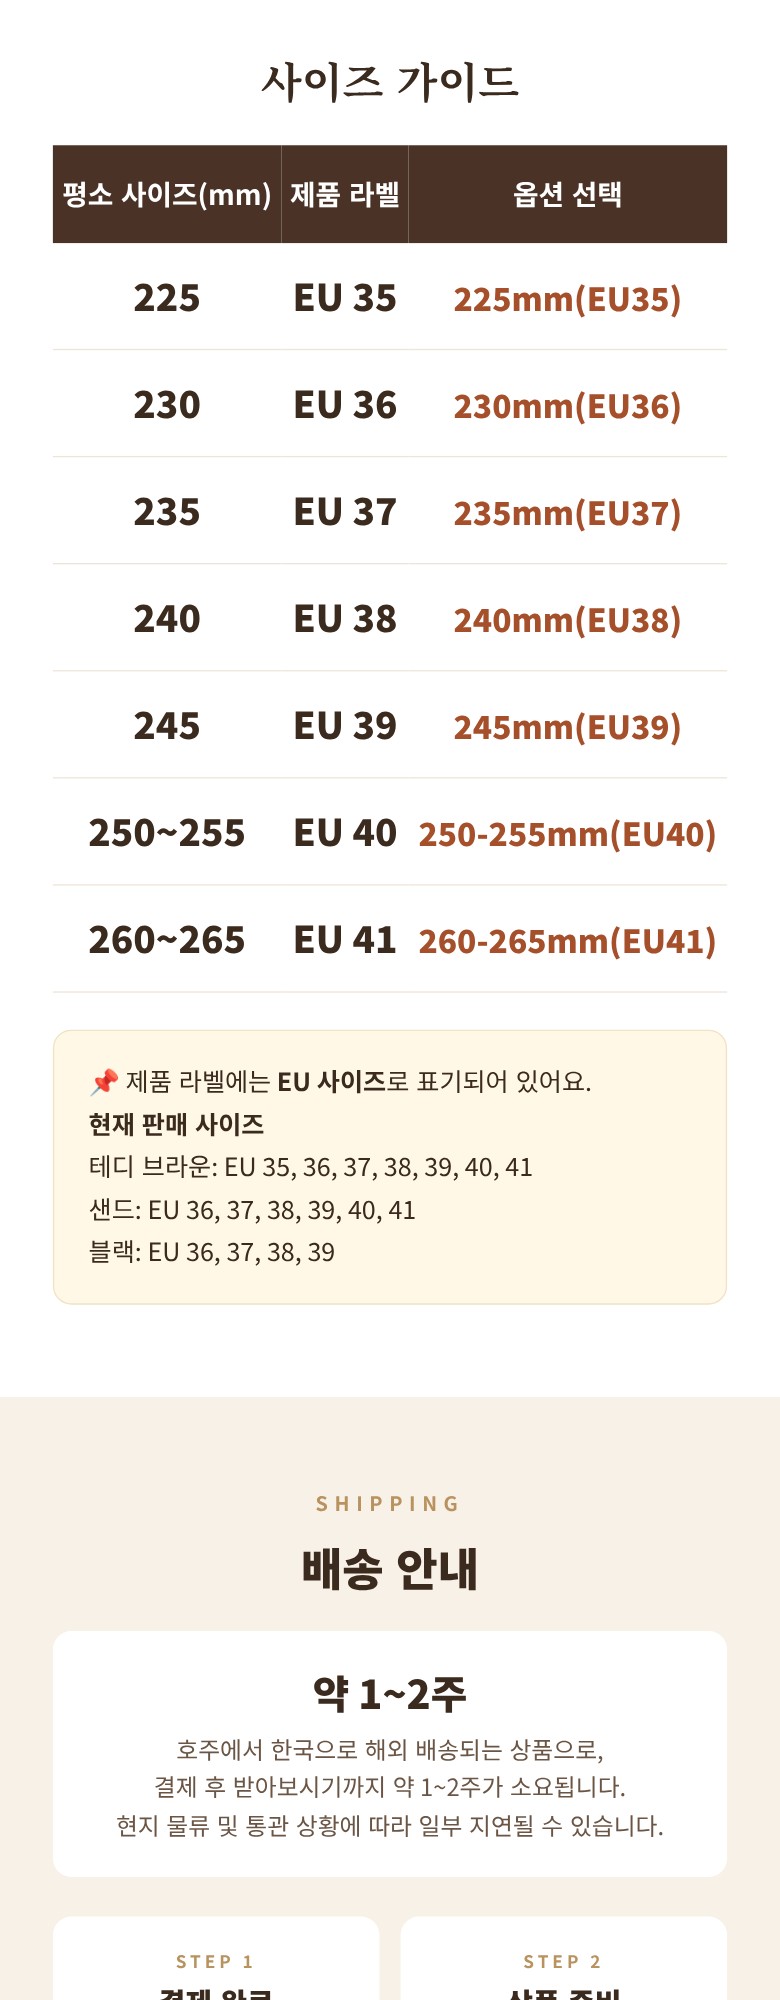 사이즈 가이드
평소 사이즈(mm) 제품 라벨 옵션 선택
225 EU 35 225mm(EU35)
230 EU 36 230mm(EU36)
235 EU 37 235mm(EU37)
240 EU 38 240mm(EU38)
245 EU 39 245mm(EU39)
250~255 EU 40 250-255mm(EU40)
260~265 EU 41 260-265mm(EU41)
📌 제품 라벨에는 EU 사이즈로 표기되어 있어요.
현재 판매 사이즈
테디 브라운: EU 35, 36, 37, 38, 39, 40, 41
샌드: EU 36, 37, 38, 39, 40, 41
블랙: EU 36, 37, 38, 39
SHIPPING
배송 안내
약 1~2주
호주에서 한국으로 해외 배송되는 상품으로,
결제 후 받아보시기까지 약 1~2주가 소요됩니다.
현지 물류 및 통관 상황에 따라 일부 지연될 수 있습니다.
STEP 1 STEP 2
결제 완료 상품 준비